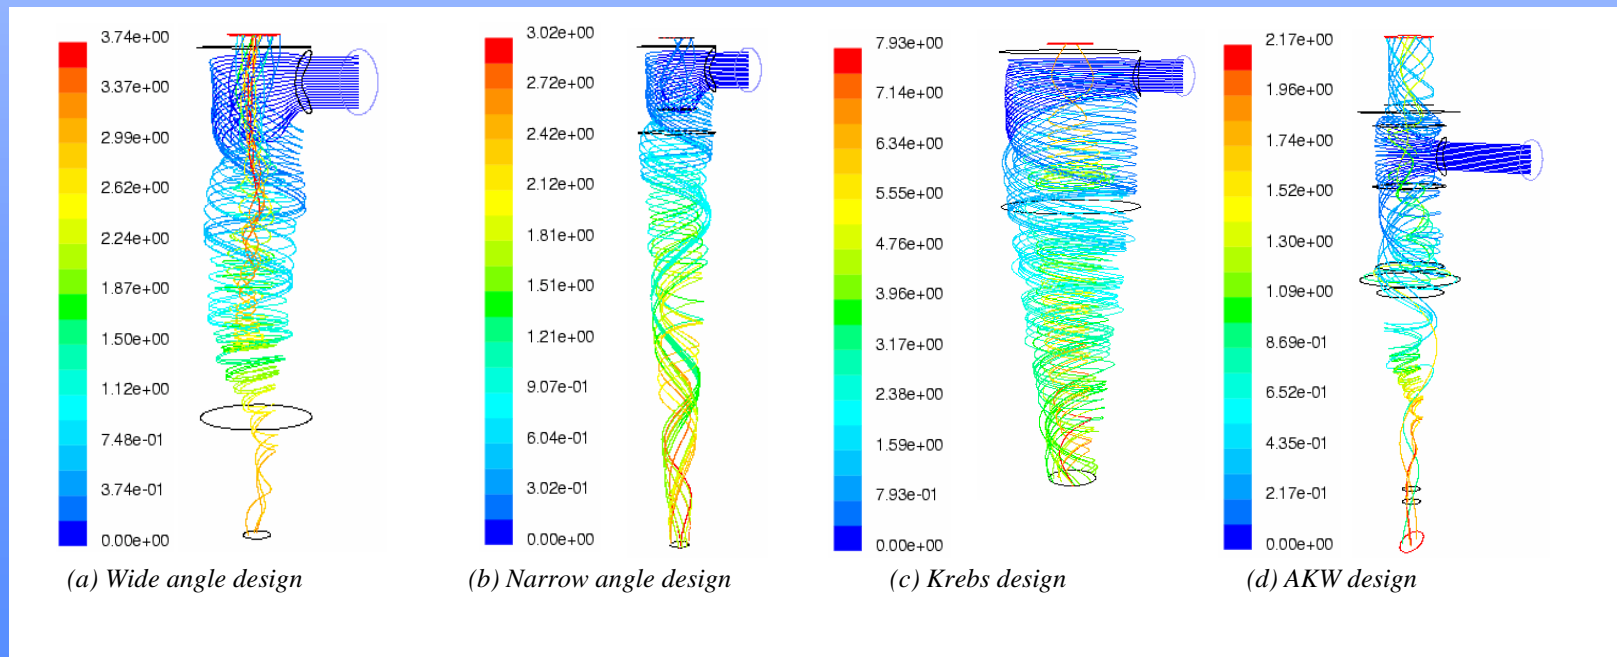 3.74e+00
3.37e+00
2.99e+00
2.62e+00
2.24e+00
1.87e+00
1.50e+00
1.12e+00
7.48e-01
3.74e-01
0.00e+00
(a) Wide angle design
3.02e+00
2.72e+00
2.42e+00
2.12e+00
1.81e+00
1.51e+00
1.21e+00
9.07e-01
6.04e-01
3.02e-01
0.00e+00
(b) Narrow angle design
7.93e+00
7.14e+00
6.34e+00
5.55e+00
4.76e+00
3.96e+00
3.17e+00
2.38e+00
1.59e+00
7.93e-01
0.00e+00
(c) Krebs design
2.17e+00
1.96e+00
1.74e+00
1.52e+00
1.30e+00
1.09e+00
8.69e-01
6.52e-01
4.35e-01
2.17e-01
0.00e+00
(d) AKW design